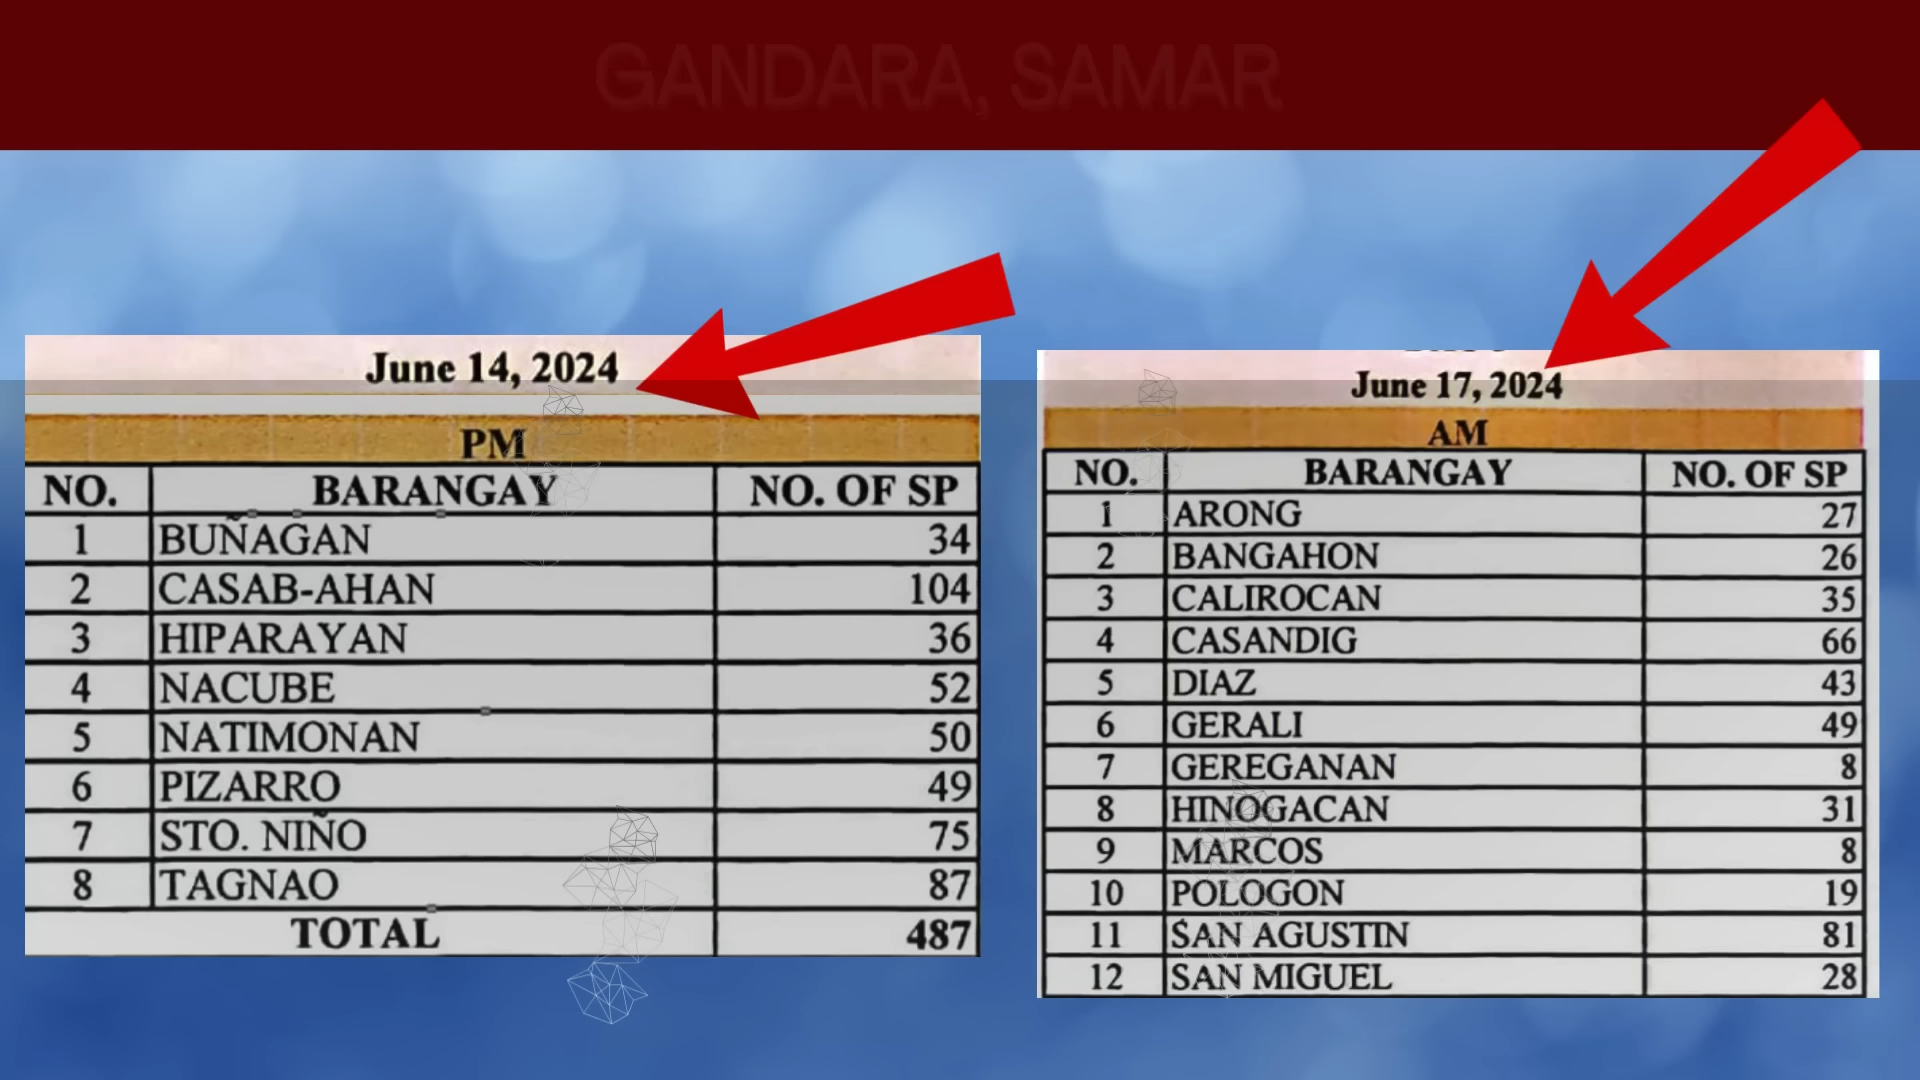 GANDARA, SAMAR
June 14, 2024
PM
NO. BARANGAY NO. OF SP
1 BUÑAGAN 34
2 CASAB-AHAN 104
3 HIPARAYAN 36
4 NACUBE 52
5 NATIMONAN 50
6 PIZARRO 49
7 STO. NIÑO 75
8 TAGNAO 87
TOTAL 487
June 17, 2024
AM
NO. BARANGAY NO. OF SP
1 ARONG 27
2 BANGAHON 26
3 CALIROCAN 35
4 CASANDIG 66
5 DIAZ 43
6 GERALI 49
7 GEREGANAN 8
8 HINOGACAN 31
9 MARCOS 8
10 POLOGON 19
11 SAN AGUSTIN 81
12 SAN MIGUEL 28